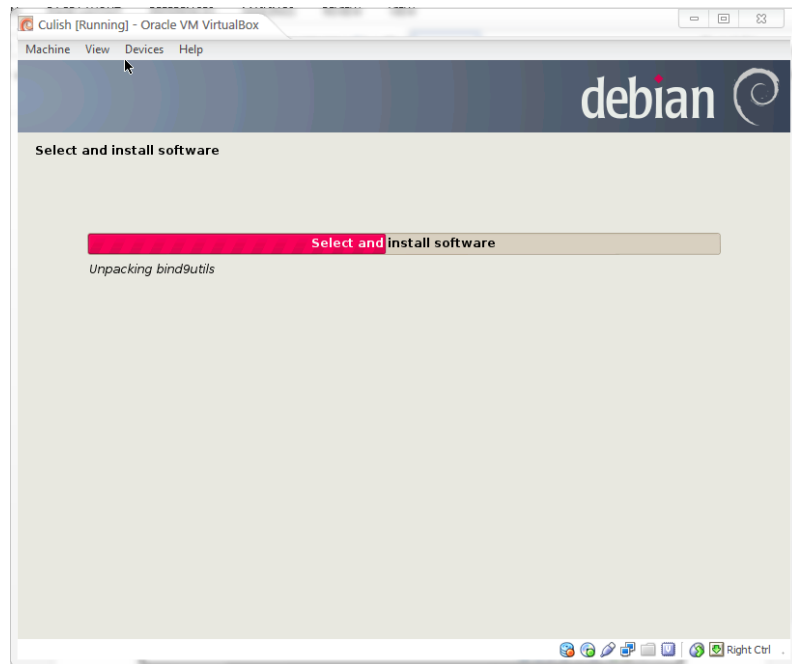 Culish [Running] - Oracle VM VirtualBox
Machine View Devices Help
debian
Select and install software
Select and install software
Unpacking bind9utils
Right Ctrl